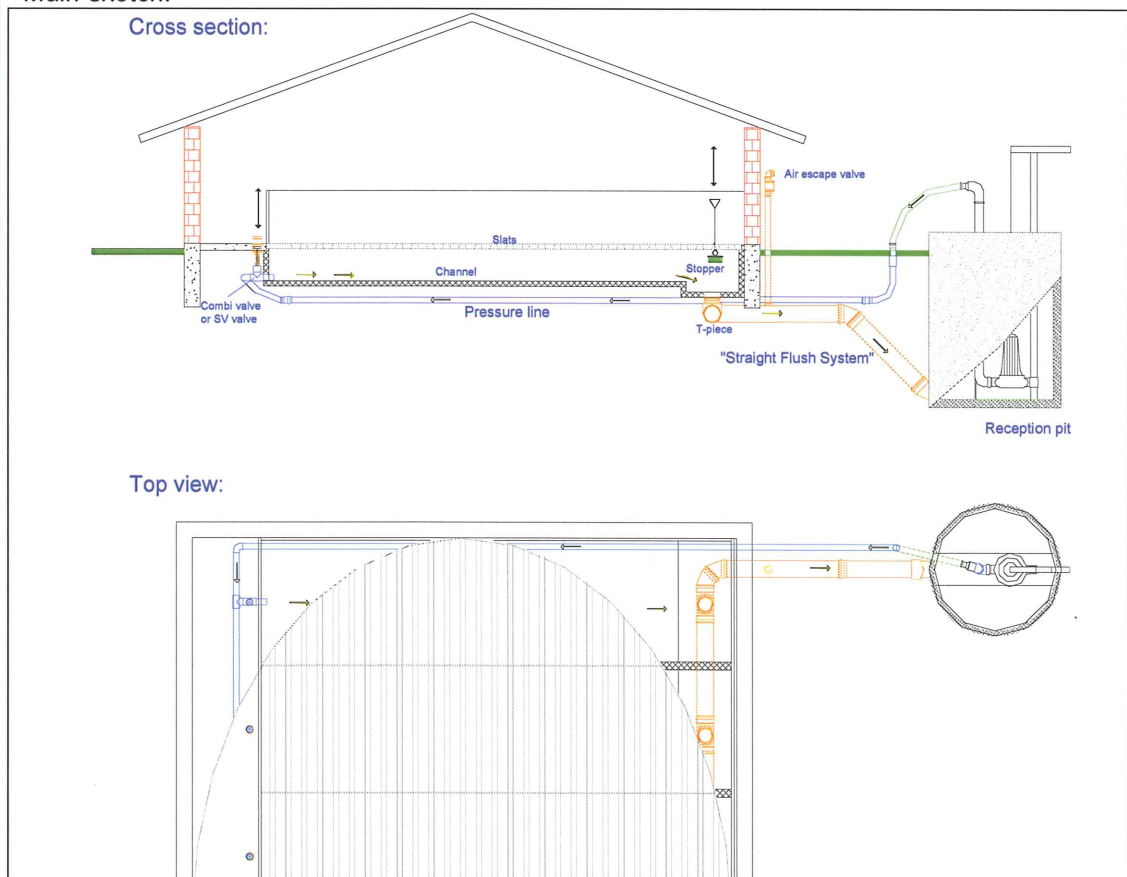 Main sketch:
Cross section:
Air escape valve
Slats
Stopper
Channel
Combi valve
or SV valve
Pressure line
T-piece
"Straight Flush System"
Reception pit
Top view: